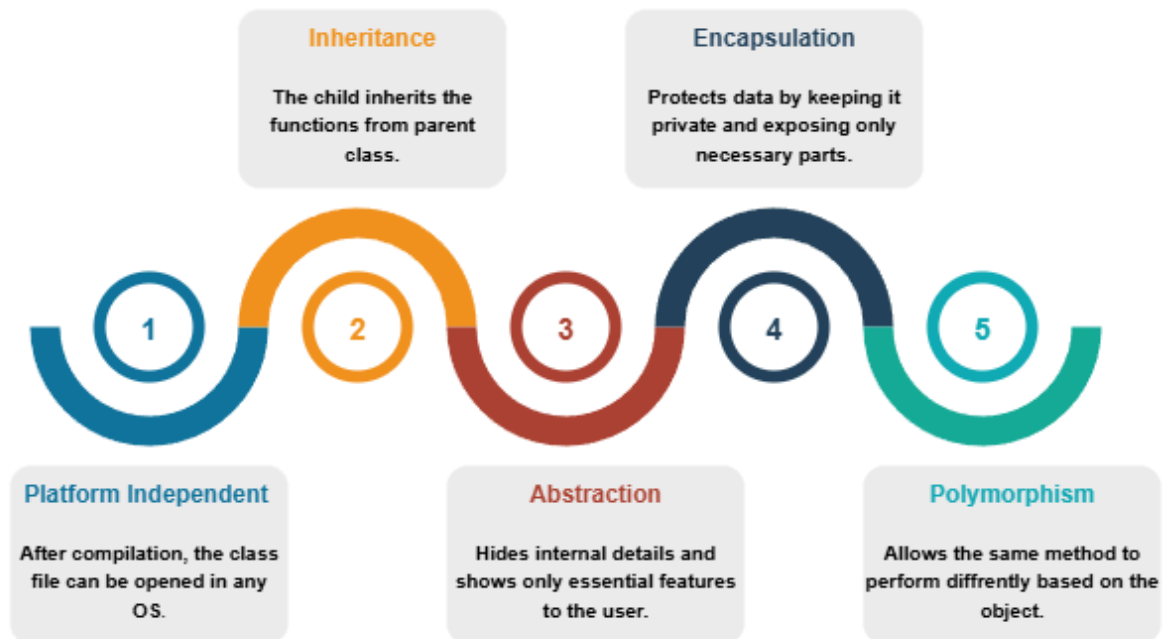 Inheritance
The child inherits the
functions from parent
class.
Encapsulation
Protects data by keeping it
private and exposing only
necessary parts.
1
2
3
4
5
Platform Independent
After compilation, the class
file can be opened in any
OS.
Abstraction
Hides internal details and
shows only essential features
to the user.
Polymorphism
Allows the same method to
perform diffrently based on the
object.